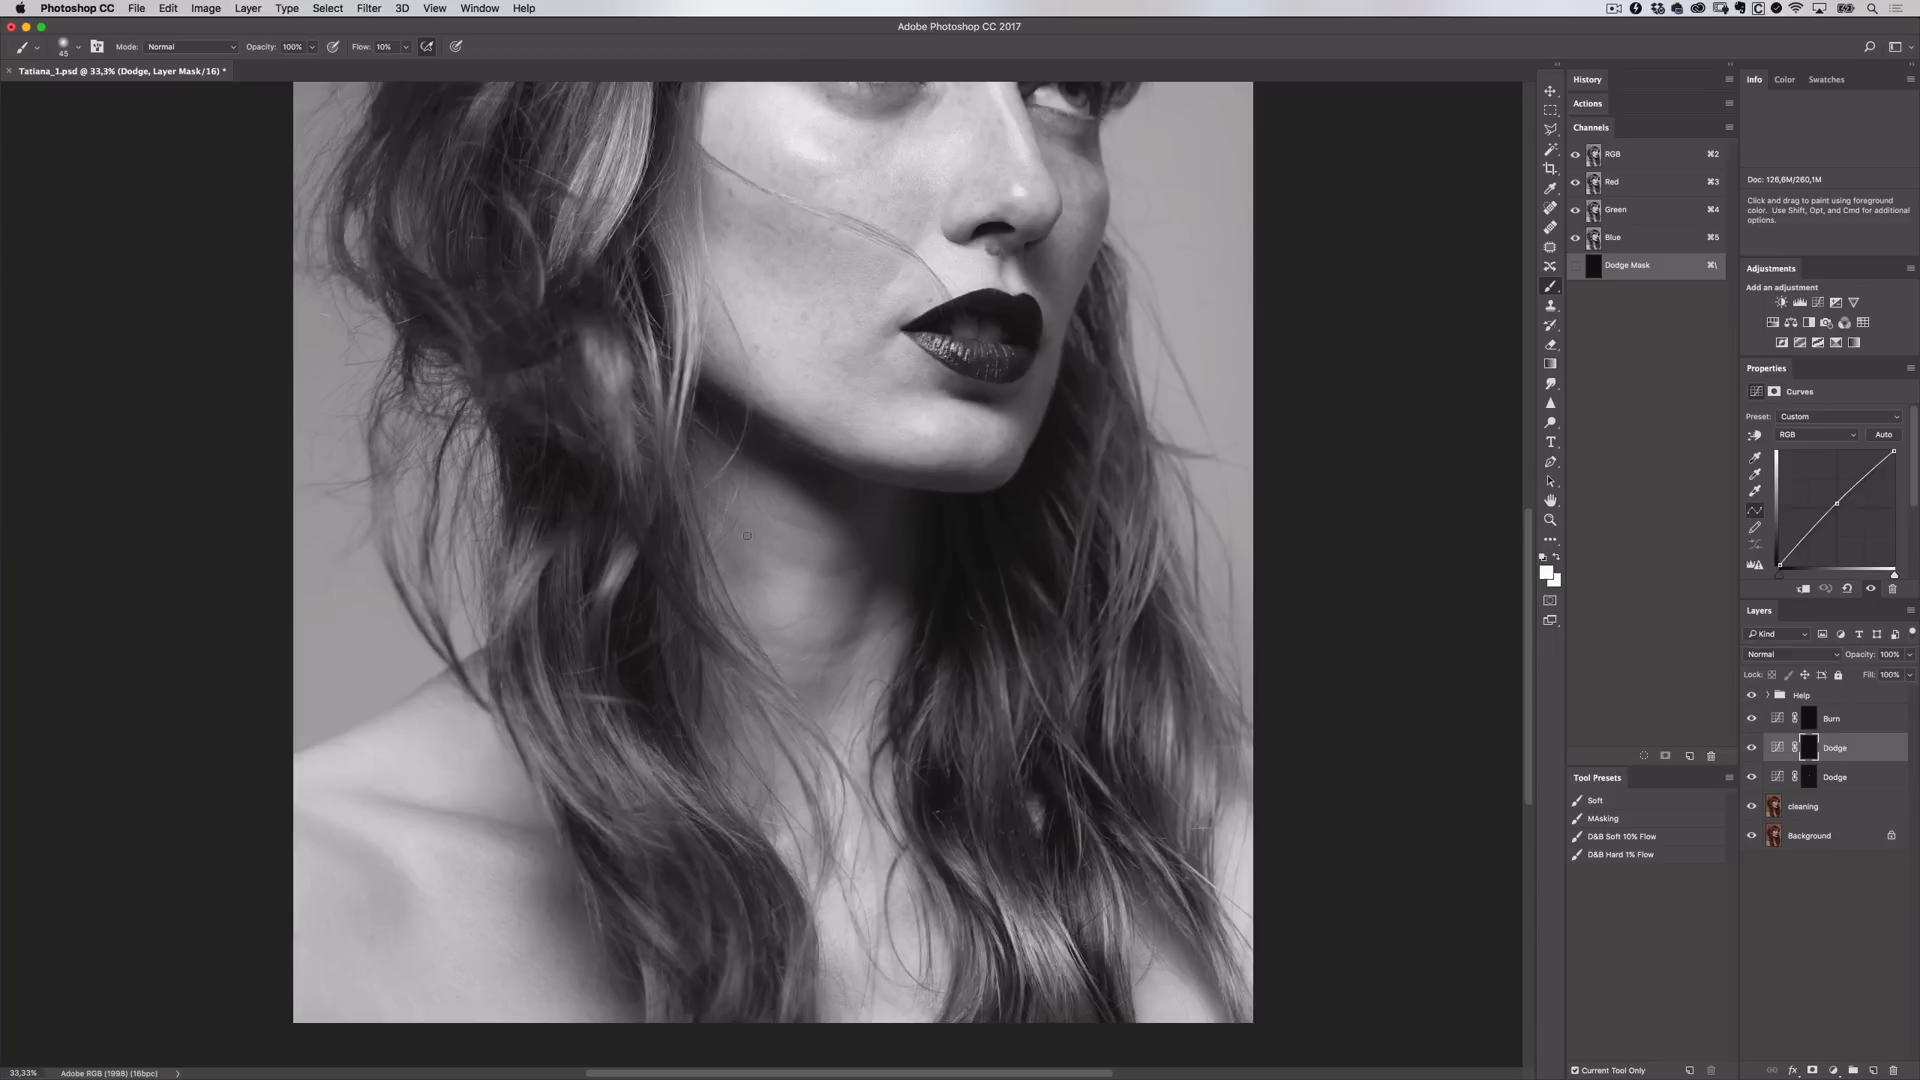 Photoshop CC File Edit Image Layer Type Select Filter 3D View Window Help
Adobe Photoshop CC 2017
45 Mode: Normal Opacity: 100% Flow: 10%
× Tatiana_1.psd @ 33,3% (Dodge, Layer Mask/16) *
History
Actions
Channels
RGB ⌘2
Red ⌘3
Green ⌘4
Blue ⌘5
Dodge Mask ⌘\
Tool Presets
Soft
MAsking
D&B Soft 10% Flow
D&B Hard 1% Flow
Current Tool Only
Info Color Swatches
Doc: 126,6M/260,1M
Click and drag to paint using foreground
color. Use Shift, Opt, and Cmd for additional
options.
Adjustments
Add an adjustment
Properties
Curves
Preset: Custom
RGB Auto
Layers
Kind
Normal Opacity: 100%
Lock: Fill: 100%
Help
Burn
Dodge
Dodge
cleaning
Background
33,33% Adobe RGB (1998) (16bpc)